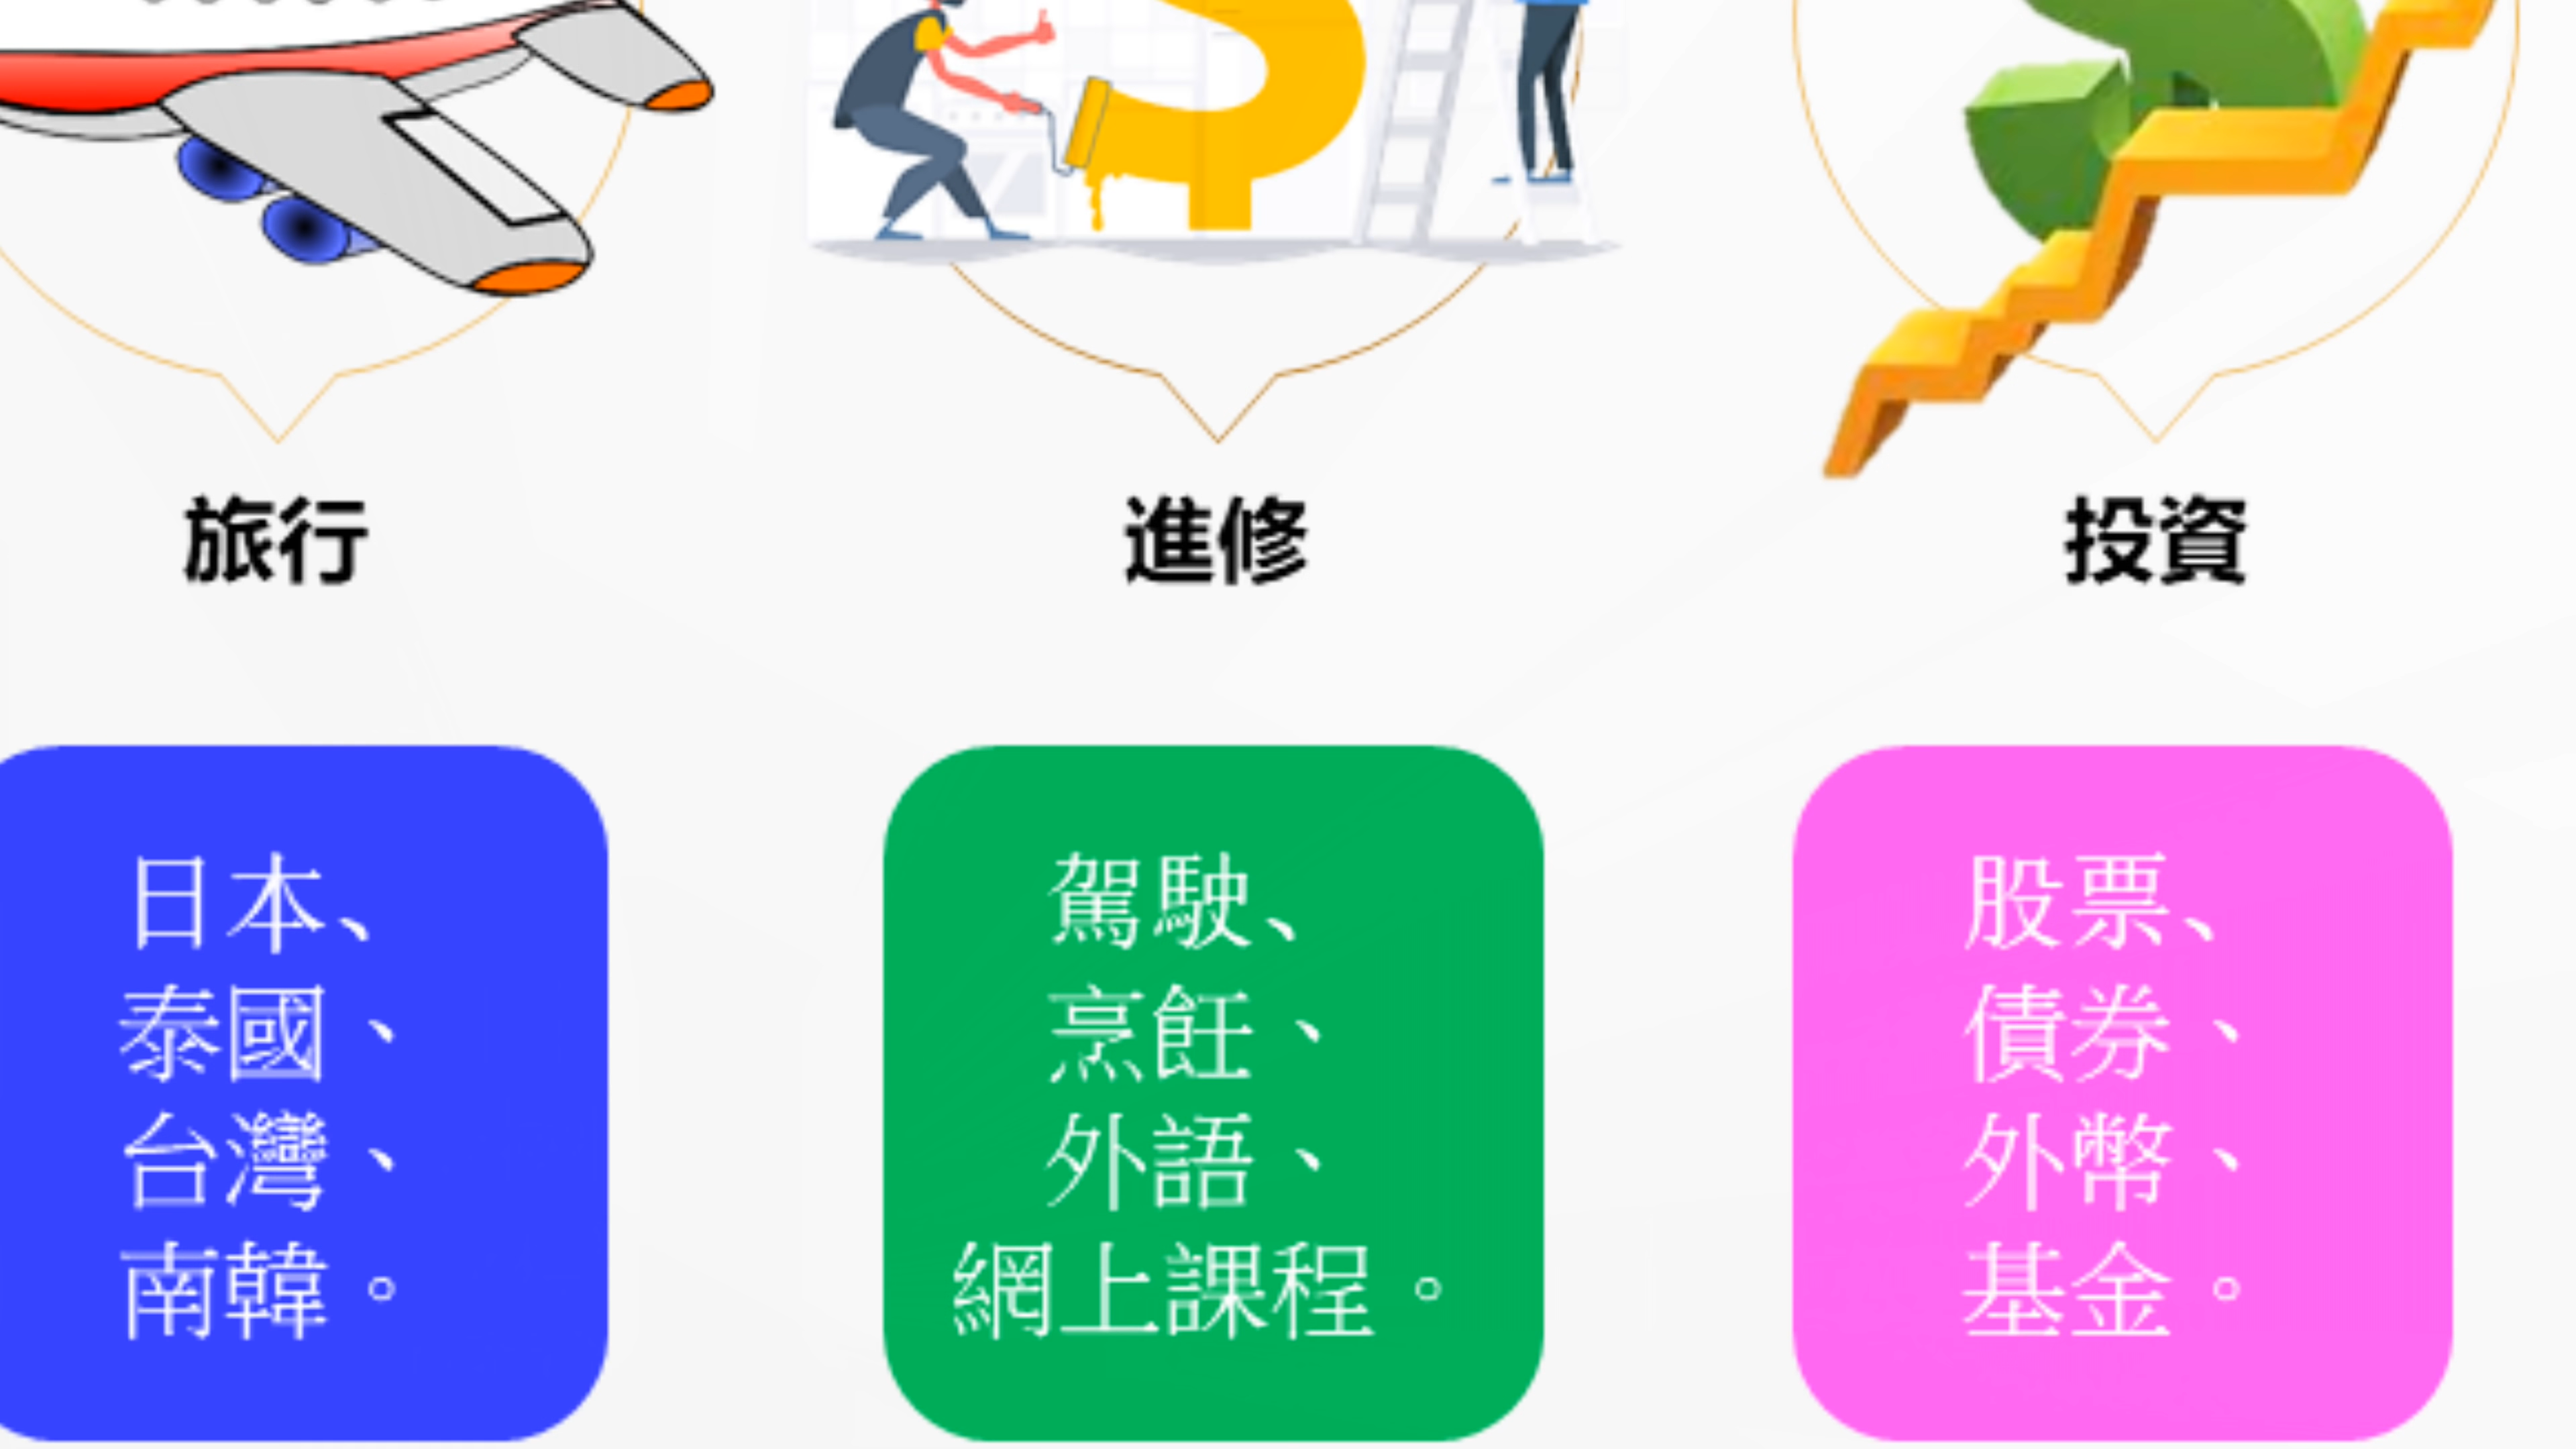 旅行
進修
投資
日本、
泰國、
台灣、
南韓。
駕駛、
烹飪、
外語、
網上課程。
股票、
債券、
外幣、
基金。